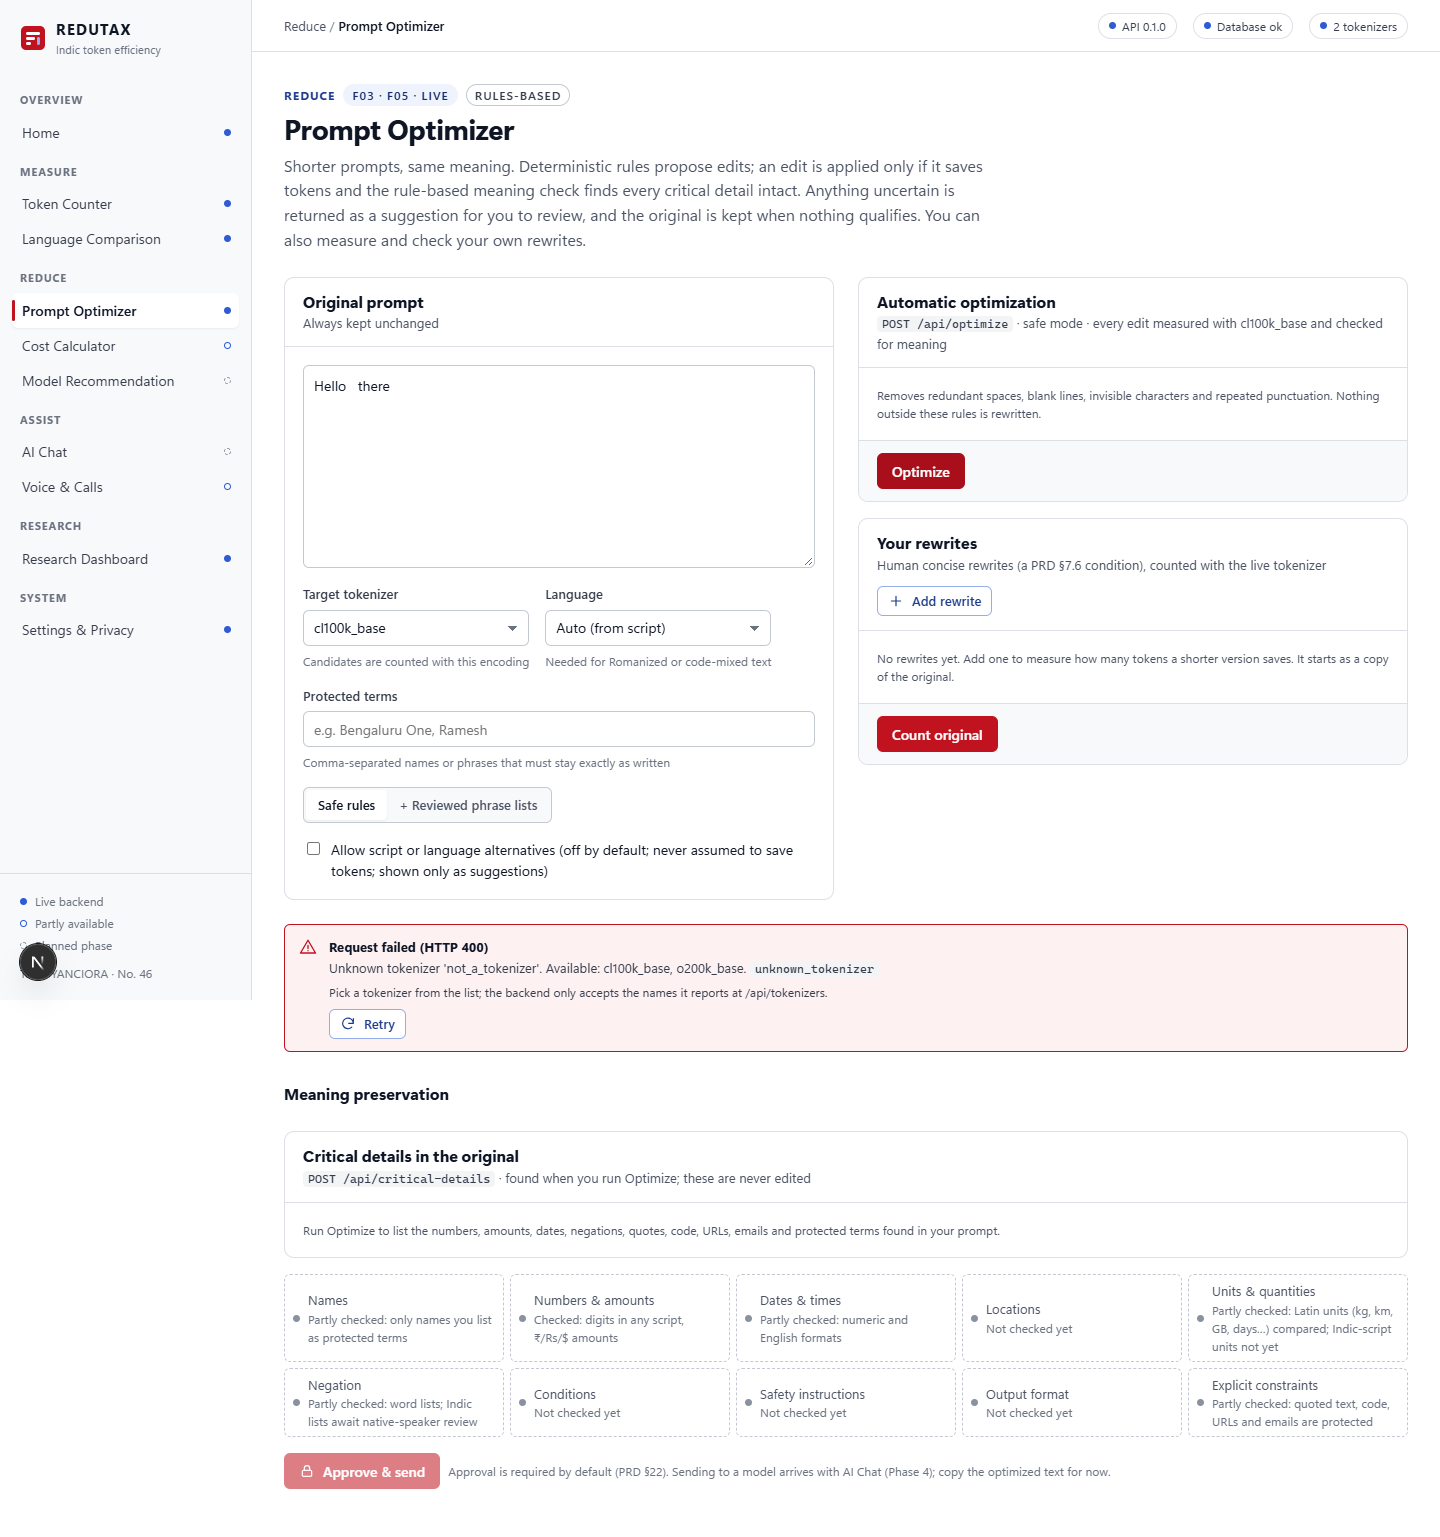 REDUTAX
Indic token efficiency
OVERVIEW
Home
MEASURE
Token Counter
Language Comparison
REDUCE
Prompt Optimizer
Cost Calculator
Model Recommendation
ASSIST
AI Chat
Voice & Calls
RESEARCH
Research Dashboard
SYSTEM
Settings & Privacy
Live backend
Partly available
phase
N
· No. 46
Reduce / Prompt Optimizer
API 0.1.0
Database ok
2 tokenizers
REDUCE
F03 · F05 · LIVE
RULES-BASED
Prompt Optimizer
Shorter prompts, same meaning. Deterministic rules propose edits; an edit is applied only if it saves
tokens and the rule-based meaning check finds every critical detail intact. Anything uncertain is
returned as a suggestion for you to review, and the original is kept when nothing qualifies. You can
also measure and check your own rewrites.
Original prompt
Always kept unchanged
Hello   there
Target tokenizer
Language
cl100k_base
Auto (from script)
Candidates are counted with this encoding
Needed for Romanized or code-mixed text
Protected terms
e.g. Bengaluru One, Ramesh
Comma-separated names or phrases that must stay exactly as written
Safe rules
+ Reviewed phrase lists
Allow script or language alternatives (off by default; never assumed to save
tokens; shown only as suggestions)
Automatic optimization
POST /api/optimize · safe mode · every edit measured with cl100k_base and checked
for meaning
Removes redundant spaces, blank lines, invisible characters and repeated punctuation. Nothing
outside these rules is rewritten.
Optimize
Your rewrites
Human concise rewrites (a PRD §7.6 condition), counted with the live tokenizer
+ Add rewrite
No rewrites yet. Add one to measure how many tokens a shorter version saves. It starts as a copy
of the original.
Count original
Request failed (HTTP 400)
Unknown tokenizer 'not_a_tokenizer'. Available: cl100k_base, o200k_base. unknown_tokenizer
Pick a tokenizer from the list; the backend only accepts the names it reports at /api/tokenizers.
Retry
Meaning preservation
Critical details in the original
POST /api/critical-details · found when you run Optimize; these are never edited
Run Optimize to list the numbers, amounts, dates, negations, quotes, code, URLs, emails and protected terms found in your prompt.
Names
Partly checked: only names you list
as protected terms
Numbers & amounts
Checked: digits in any script,
₹/Rs/$ amounts
Dates & times
Partly checked: numeric and
English formats
Locations
Not checked yet
Units & quantities
Partly checked: Latin units (kg, km,
GB, days...) compared; Indic-script
units not yet
Negation
Partly checked: word lists; Indic
lists await native-speaker review
Conditions
Not checked yet
Safety instructions
Not checked yet
Output format
Not checked yet
Explicit constraints
Partly checked: quoted text, code,
URLs and emails are protected
Approve & send
Approval is required by default (PRD §22). Sending to a model arrives with AI Chat (Phase 4); copy the optimized text for now.